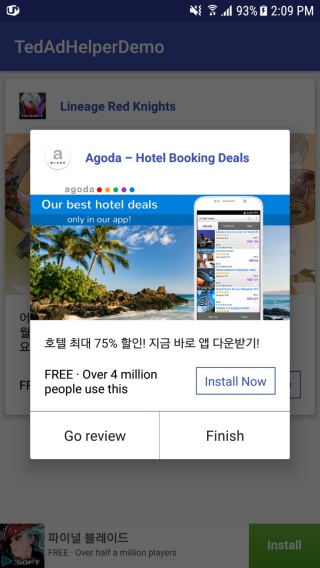 93% 2:09 PM
TedAdHelperDemo
Lineage Red Knights
a
Agoda – Hotel Booking Deals
agoda
Our best hotel deals
only in our app!
호텔 최대 75% 할인! 지금 바로 앱 다운받기!
FREE · Over 4 million
people use this
Install Now
Go review
Finish
어
월
요
파이널 블레이드
FREE · Over half a million players
Install